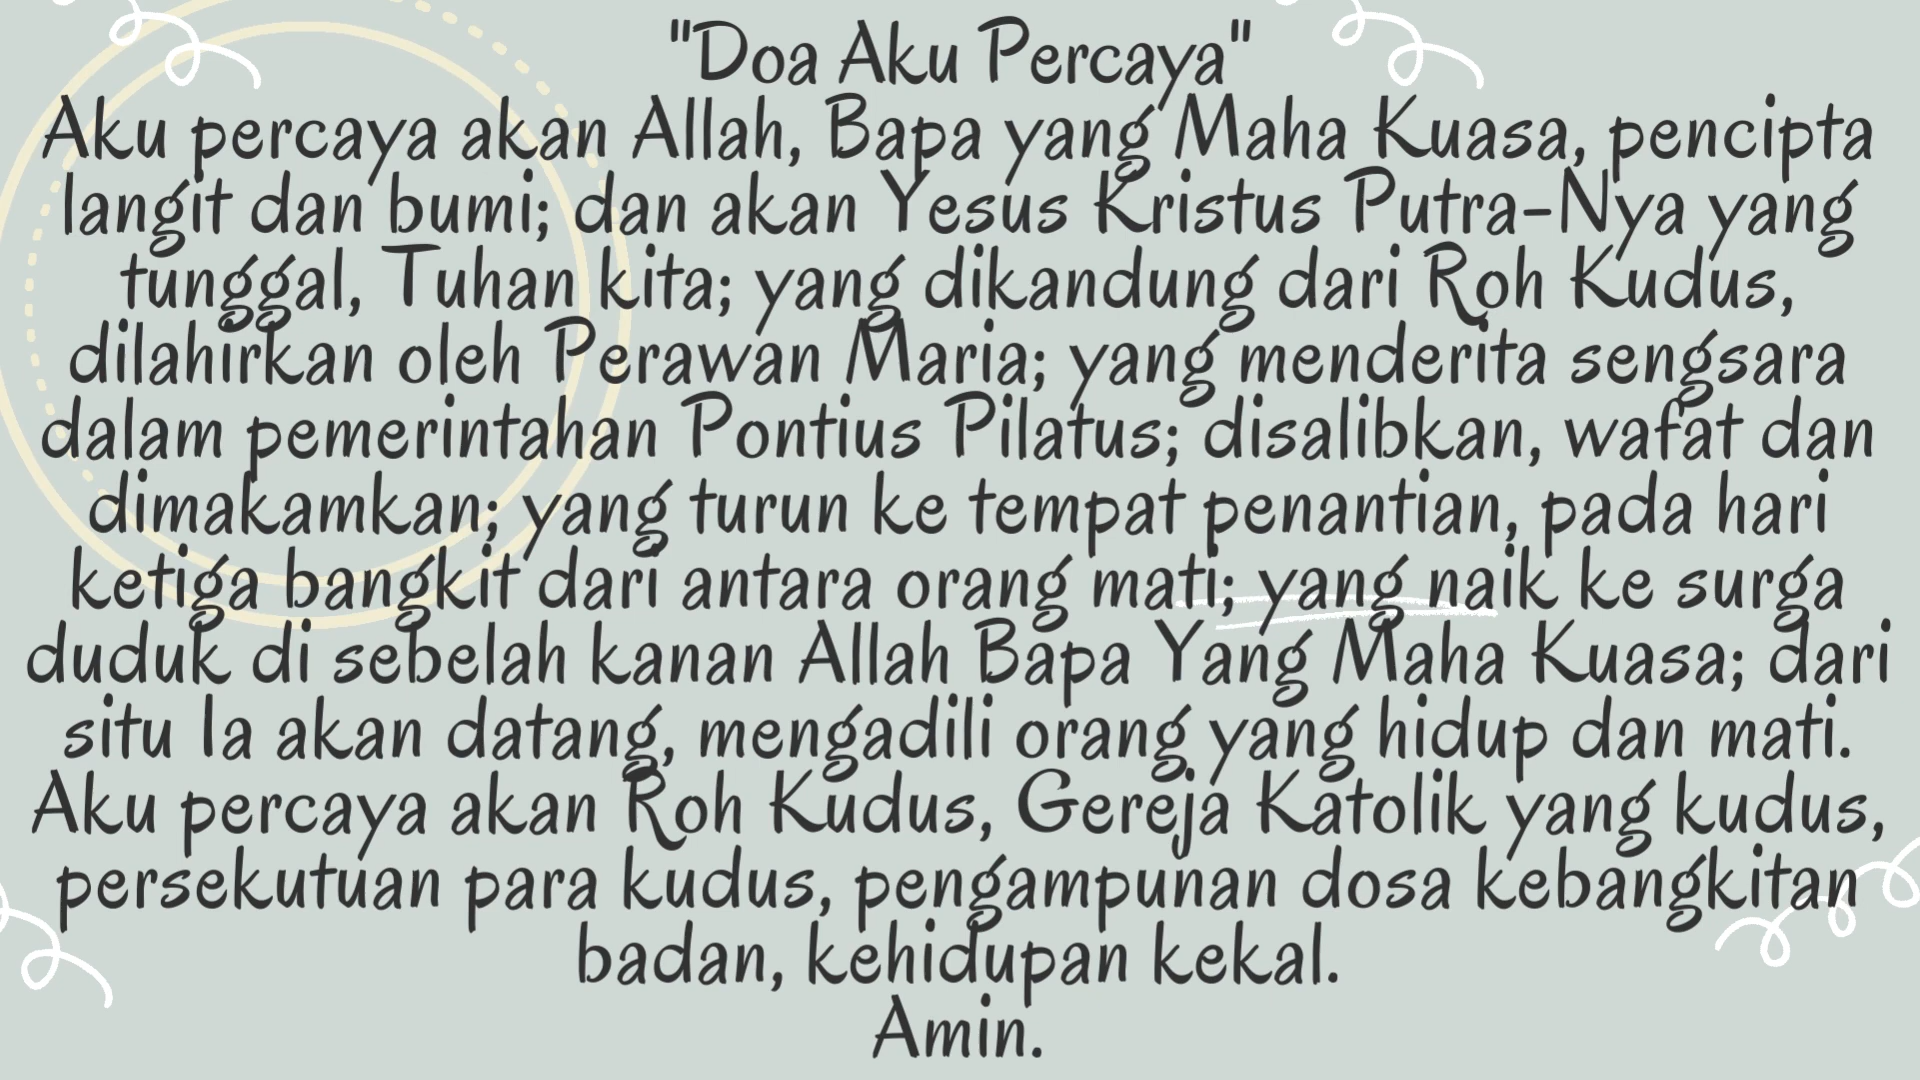 "Doa Aku Percaya"
Aku percaya akan Allah, Bapa yang Maha Kuasa, pencipta
langit dan bumi; dan akan Yesus Kristus Putra-Nya yang
tunggal, Tuhan kita; yang dikandung dari Roh Kudus,
dilahirkan oleh Perawan Maria; yang menderita sengsara
dalam pemerintahan Pontius Pilatus; disalibkan, wafat dan
dimakamkan; yang turun ke tempat penantian, pada hari
ketiga bangkit dari antara orang mati; yang naik ke surga
duduk di sebelah kanan Allah Bapa Yang Maha Kuasa; dari
situ Ia akan datang, mengadili orang yang hidup dan mati.
Aku percaya akan Roh Kudus, Gereja Katolik yang kudus,
persekutuan para kudus, pengampunan dosa kebangkitan
badan, kehidupan kekal.
Amin.